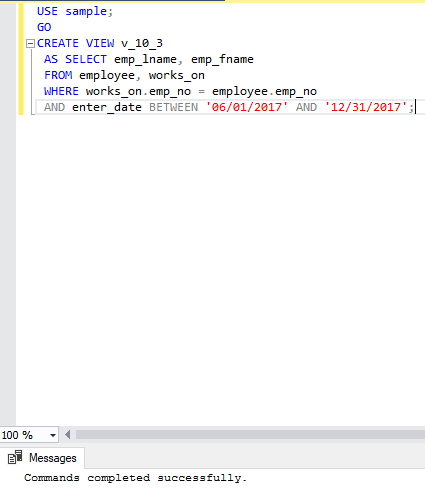 USE sample;
GO
CREATE VIEW v_10_3
AS SELECT emp_lname, emp_fname
FROM employee, works_on
WHERE works_on.emp_no = employee.emp_no
AND enter_date BETWEEN '06/01/2017' AND '12/31/2017';
100 %
Messages
Commands completed successfully.